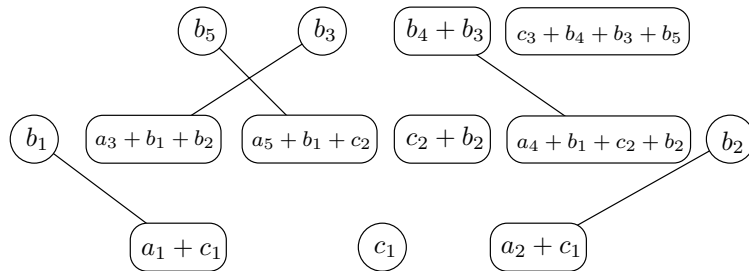 b₅ b₃ b₄ + b₃ c₃ + b₄ + b₃ + b₅
b₁ a₃ + b₁ + b₂ a₅ + b₁ + c₂ c₂ + b₂ a₄ + b₁ + c₂ + b₂ b₂
a₁ + c₁ c₁ a₂ + c₁